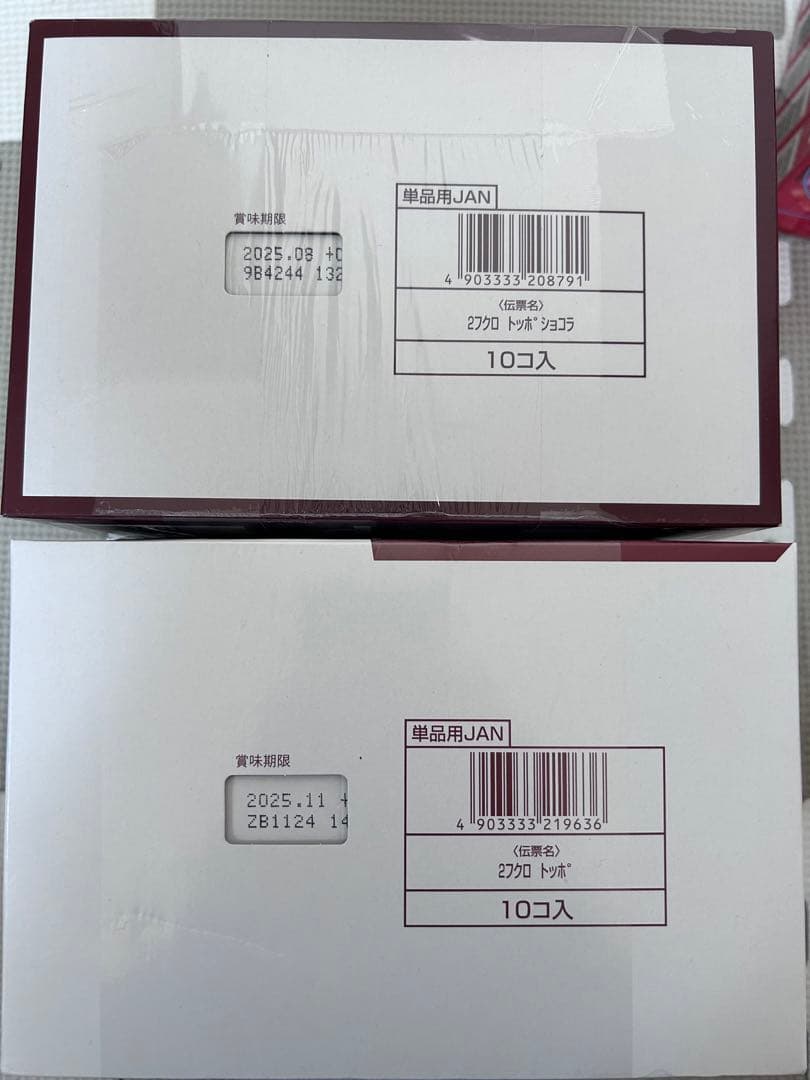 単品用JAN
賞味期限
2025.08 +C
9B4244 132
4 903333 208791
〈伝票名〉
2フクロ トッポショコラ
10コ入
単品用JAN
賞味期限
2025.11 +
ZB1124 14
4 903333 219636
〈伝票名〉
2フクロ トッポ
10コ入